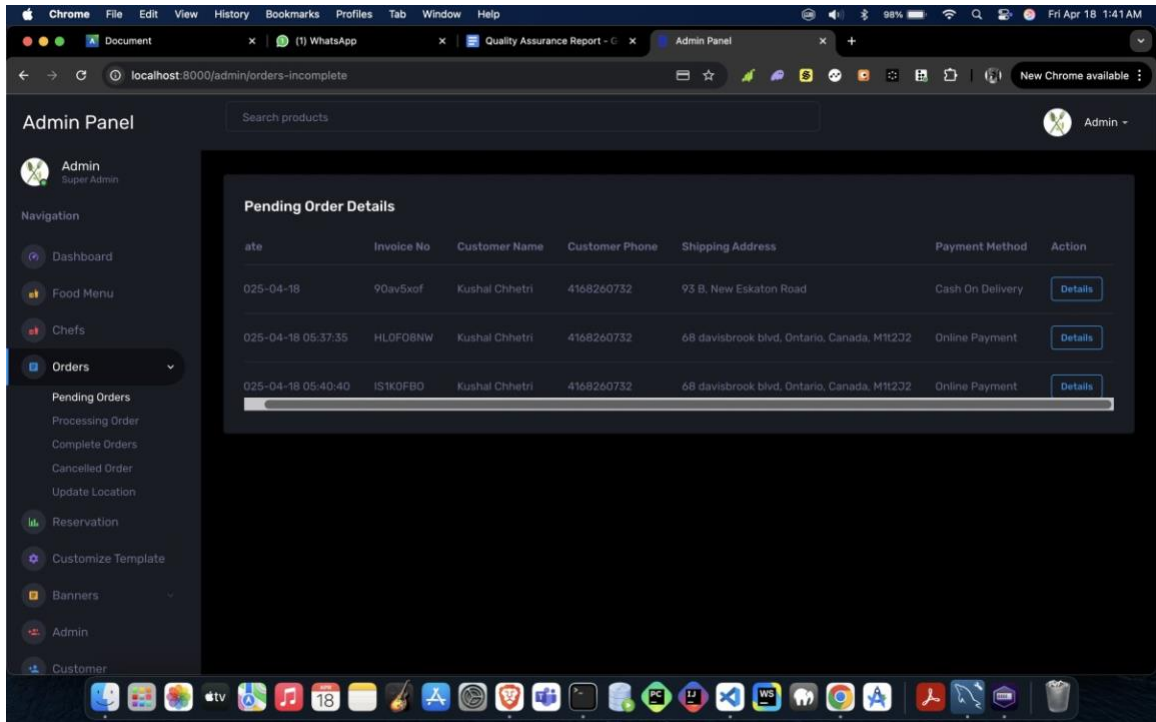 Chrome File Edit View History Bookmarks Profiles Tab Window Help 98% Fri Apr 18 1:41 AM
Document (1) WhatsApp Quality Assurance Report - G Admin Panel
localhost:8000/admin/orders-incomplete New Chrome available
Admin Panel Search products Admin
Admin
Super Admin
Navigation
Dashboard
Food Menu
Chefs
Orders
Pending Orders
Processing Order
Complete Orders
Cancelled Order
Update Location
Reservation
Customize Template
Banners
Admin
Customer
Pending Order Details
ate Invoice No Customer Name Customer Phone Shipping Address Payment Method Action
025-04-18 90av5xof Kushal Chhetri 4168260732 93 B, New Eskaton Road Cash On Delivery Details
025-04-18 05:37:35 HL0FO8NW Kushal Chhetri 4168260732 68 davisbrook blvd, Ontario, Canada, M1t2J2 Online Payment Details
025-04-18 05:40:40 Kushal Chhetri 4168260732 68 davisbrook blvd, Ontario, Canada, M1t2J2 Online Payment Details
tv APR 18 PC IJ WS